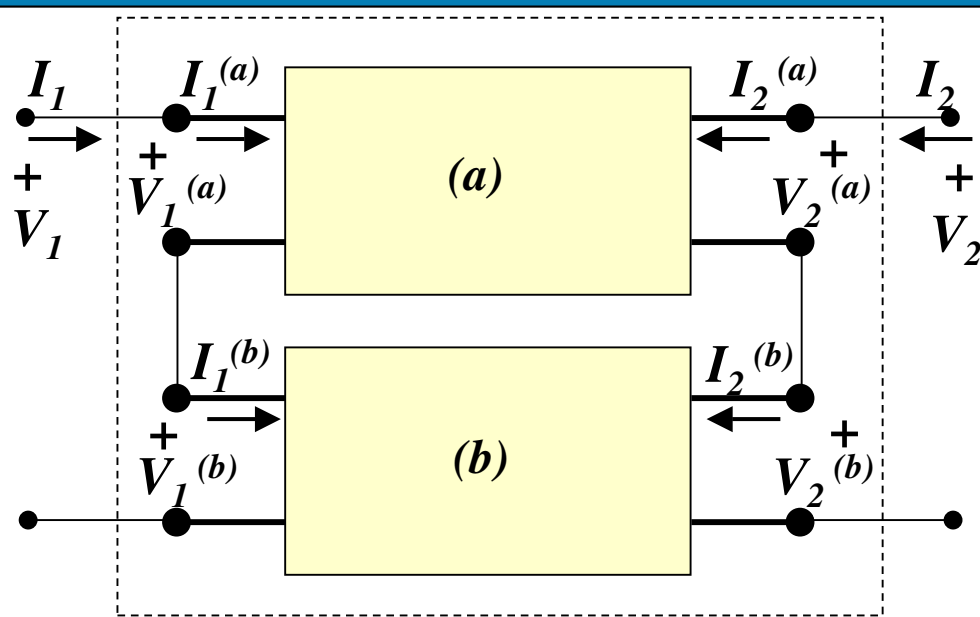 I₁ I₁⁽ᵃ⁾ I₂⁽ᵃ⁾ I₂
+ + + +
V₁ V₁⁽ᵃ⁾ (a) V₂⁽ᵃ⁾ V₂
I₁⁽ᵇ⁾ I₂⁽ᵇ⁾
+ +
V₁⁽ᵇ⁾ (b) V₂⁽ᵇ⁾